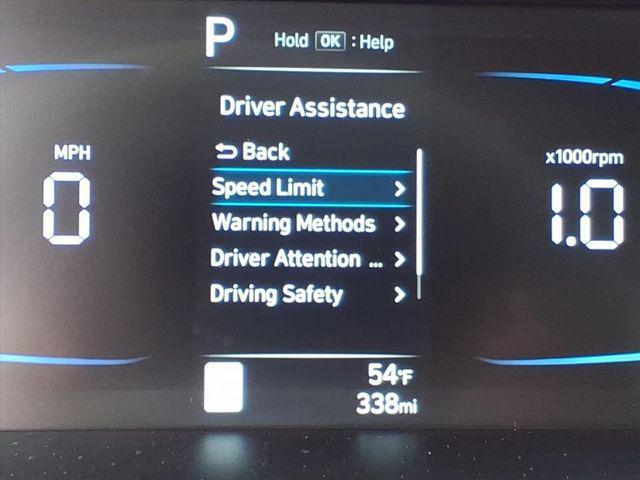 P
Hold OK : Help
Driver Assistance
Back
MPH
x1000rpm
Speed Limit
0
1.0
Warning Methods
Driver Attention ...
Driving Safety
54°F
338mi